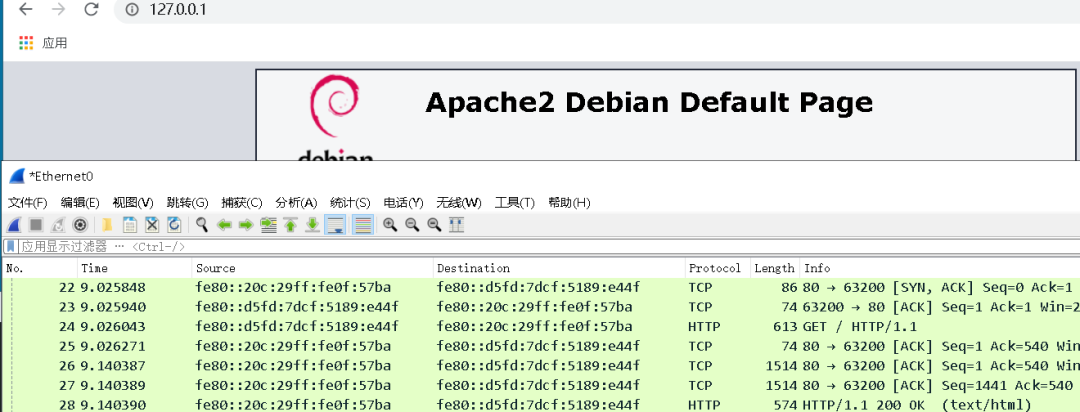 127.0.0.1
应用
Apache2 Debian Default Page
debian
*Ethernet0
文件(F) 编辑(E) 视图(V) 跳转(G) 捕获(C) 分析(A) 统计(S) 电话(Y) 无线(W) 工具(T) 帮助(H)
应用显示过滤器 … <Ctrl-/>
No. Time Source Destination Protocol Length Info
22 9.025848 fe80::20c:29ff:fe0f:57ba fe80::d5fd:7dcf:5189:e44f TCP 86 80 → 63200 [SYN, ACK] Seq=0 Ack=1
23 9.025940 fe80::d5fd:7dcf:5189:e44f fe80::20c:29ff:fe0f:57ba TCP 74 63200 → 80 [ACK] Seq=1 Ack=1 Win=2
24 9.026043 fe80::d5fd:7dcf:5189:e44f fe80::20c:29ff:fe0f:57ba HTTP 613 GET / HTTP/1.1
25 9.026271 fe80::20c:29ff:fe0f:57ba fe80::d5fd:7dcf:5189:e44f TCP 74 80 → 63200 [ACK] Seq=1 Ack=540 Win
26 9.140387 fe80::20c:29ff:fe0f:57ba fe80::d5fd:7dcf:5189:e44f TCP 1514 80 → 63200 [ACK] Seq=1 Ack=540 Win
27 9.140389 fe80::20c:29ff:fe0f:57ba fe80::d5fd:7dcf:5189:e44f TCP 1514 80 → 63200 [ACK] Seq=1441 Ack=540
28 9.140390 fe80::20c:29ff:fe0f:57ba fe80::d5fd:7dcf:5189:e44f HTTP 574 HTTP/1.1 200 OK (text/html)